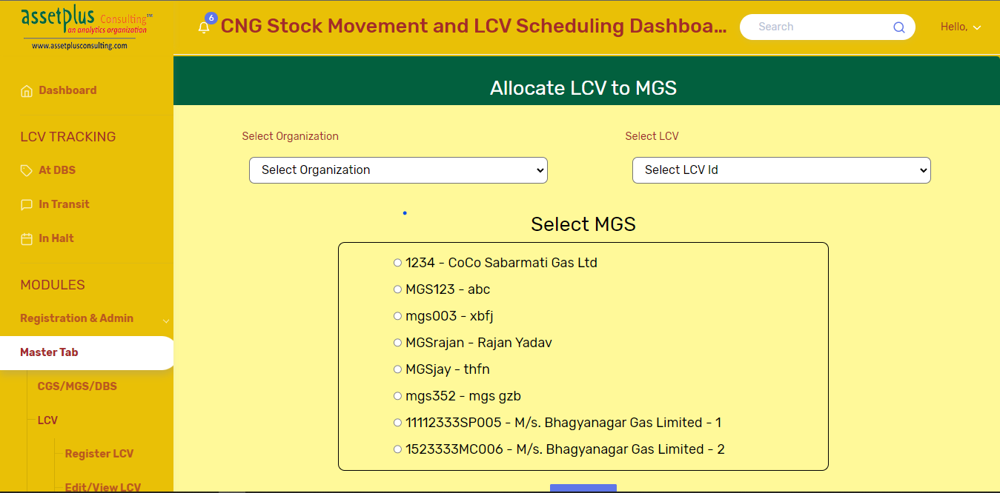 assetplus Consulting™
an analytics organization
www.assetplusconsulting.com
6
CNG Stock Movement and LCV Scheduling Dashboa...
Search
Hello,
Dashboard
LCV TRACKING
At DBS
In Transit
In Halt
MODULES
Registration & Admin
Master Tab
CGS/MGS/DBS
LCV
Register LCV
Edit/View LCV
Allocate LCV to MGS
Select Organization
Select LCV
Select Organization
Select LCV Id
Select MGS
1234 - CoCo Sabarmati Gas Ltd
MGS123 - abc
mgs003 - xbfj
MGSrajan - Rajan Yadav
MGSjay - thfn
mgs352 - mgs gzb
11112333SP005 - M/s. Bhagyanagar Gas Limited - 1
1523333MC006 - M/s. Bhagyanagar Gas Limited - 2